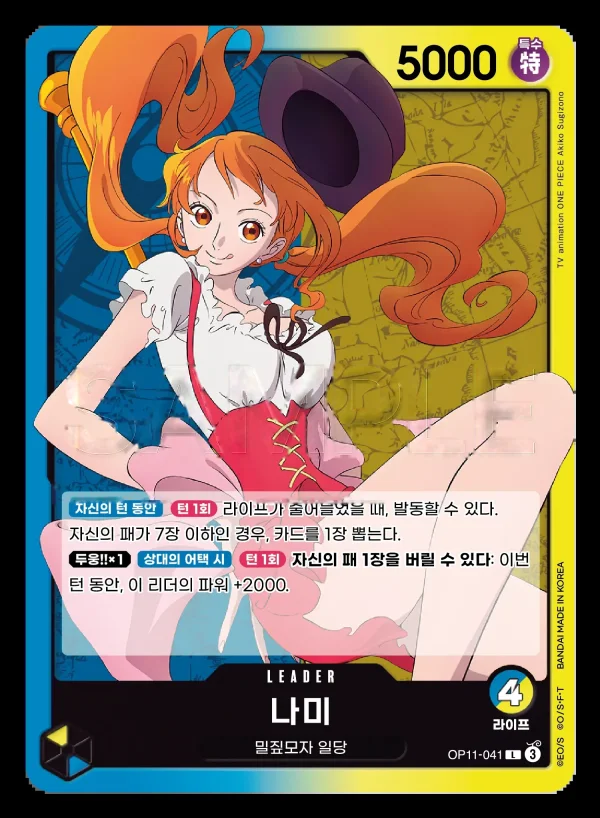 5000
특수
特
TV animation ONE PIECE Akiko Sugizono
SAMPLE
자신의 턴 동안 턴 1회 라이프가 줄어들었을 때, 발동할 수 있다.
자신의 패가 7장 이하인 경우, 카드를 1장 뽑는다.
두웅!!×1 상대의 어택 시 턴 1회 자신의 패 1장을 버릴 수 있다: 이번
턴 동안, 이 리더의 파워 +2000.
LEADER
나미
밀짚모자 일당
4
라이프
OP11-041 L 3
©EO/S ©O/S·F·T BANDAI MADE IN KOREA